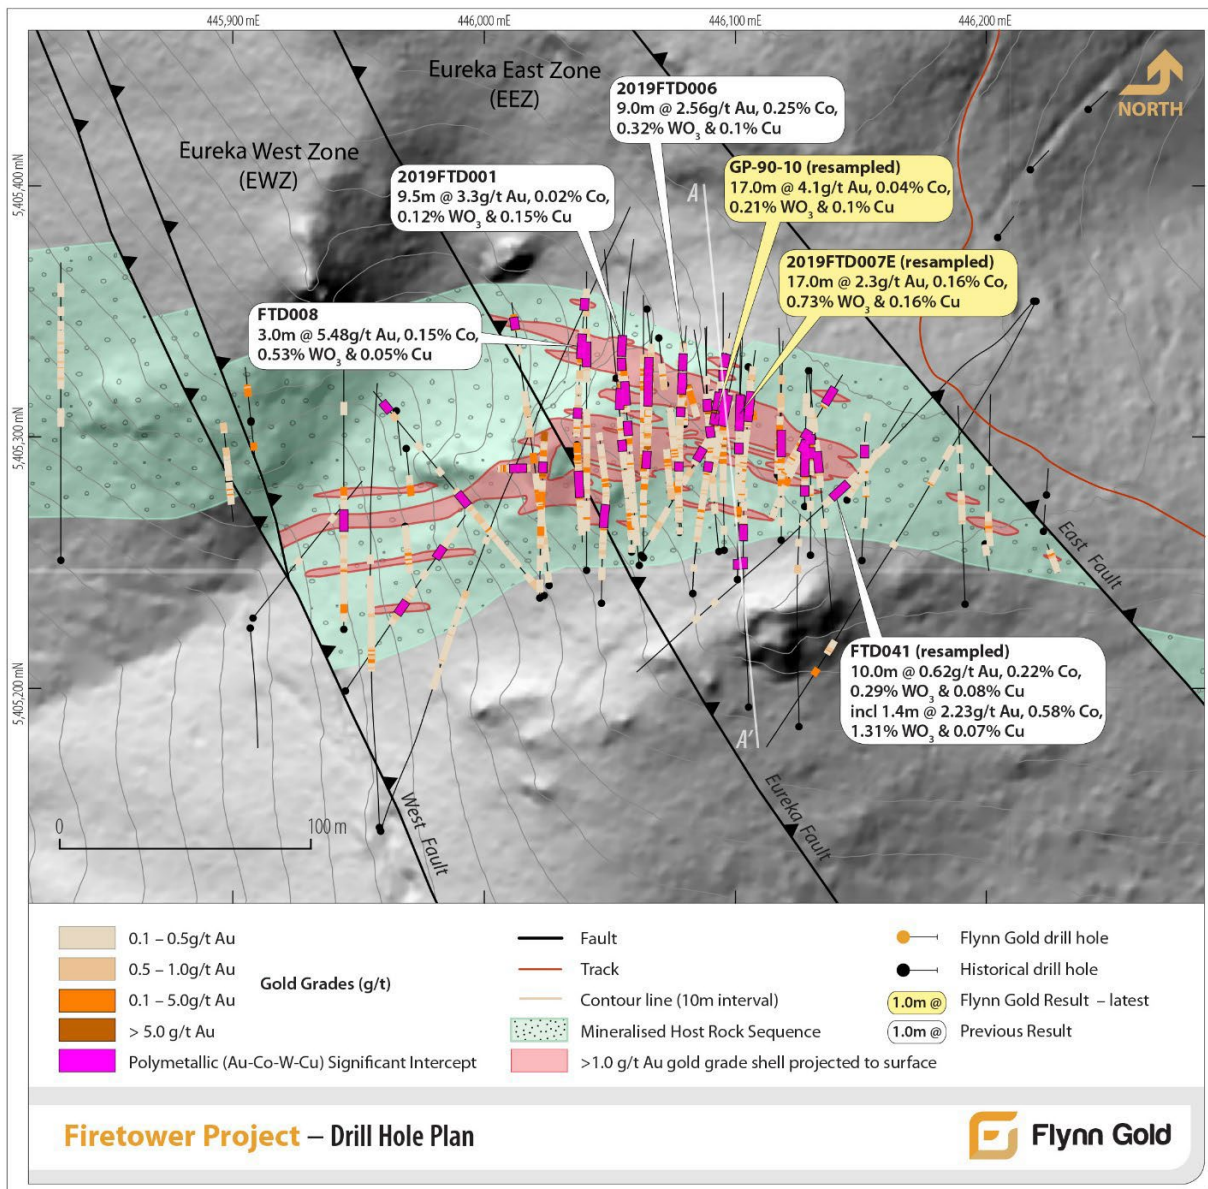 445,900 mE
446,000 mE
446,100 mE
446,200 mE
5,405,400 mN
5,405,300 mN
5,405,200 mN
Eureka East Zone
(EEZ)
Eureka West Zone
(EWZ)
NORTH
2019FTD006
9.0m @ 2.56g/t Au, 0.25% Co,
0.32% WO₃ & 0.1% Cu
2019FTD001
9.5m @ 3.3g/t Au, 0.02% Co,
0.12% WO₃ & 0.15% Cu
GP-90-10 (resampled)
17.0m @ 4.1g/t Au, 0.04% Co,
0.21% WO₃ & 0.1% Cu
2019FTD007E (resampled)
17.0m @ 2.3g/t Au, 0.16% Co,
0.73% WO₃ & 0.16% Cu
FTD008
3.0m @ 5.48g/t Au, 0.15% Co,
0.53% WO₃ & 0.05% Cu
FTD041 (resampled)
10.0m @ 0.62g/t Au, 0.22% Co,
0.29% WO₃ & 0.08% Cu
incl 1.4m @ 2.23g/t Au, 0.58% Co,
1.31% WO₃ & 0.07% Cu
A
A'
East Fault
Eureka Fault
West Fault
0
100 m
0.1 – 0.5g/t Au
0.5 – 1.0g/t Au
0.1 – 5.0g/t Au
> 5.0 g/t Au
Gold Grades (g/t)
Polymetallic (Au-Co-W-Cu) Significant Intercept
Fault
Track
Contour line (10m interval)
Mineralised Host Rock Sequence
>1.0 g/t Au gold grade shell projected to surface
Flynn Gold drill hole
Historical drill hole
1.0m @ Flynn Gold Result – latest
1.0m @ Previous Result
Firetower Project – Drill Hole Plan
Flynn Gold